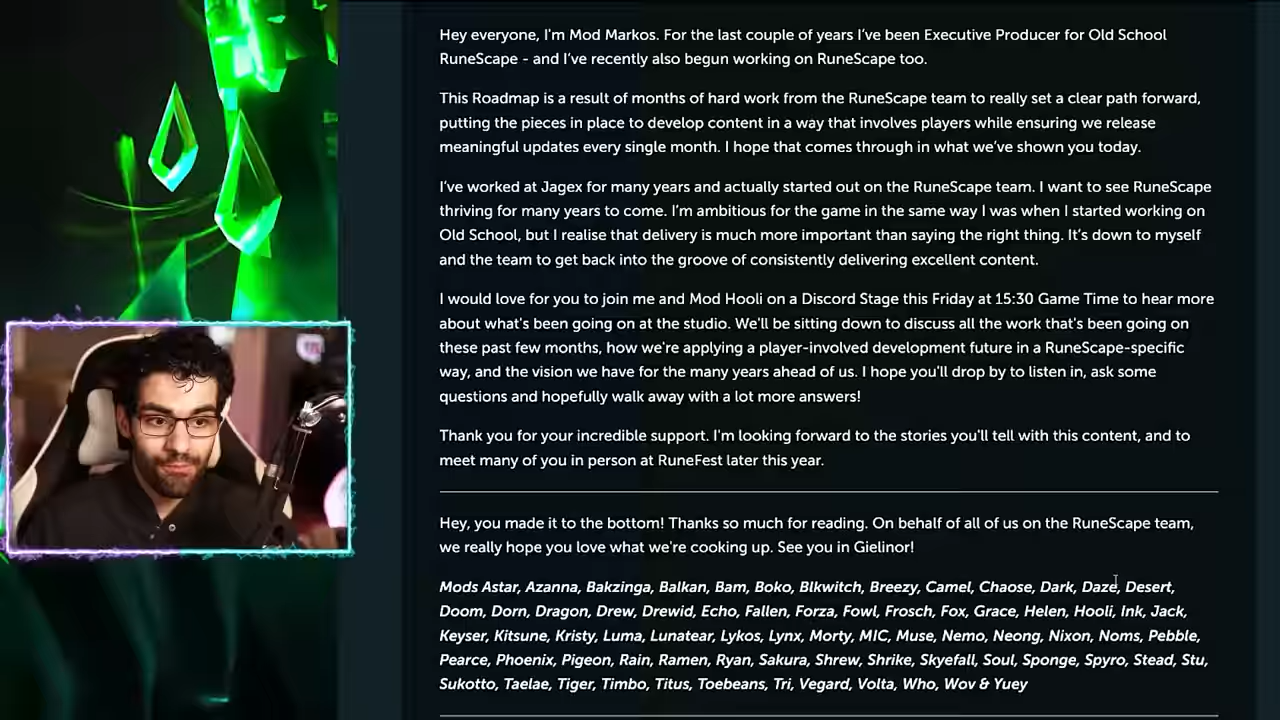 Hey everyone, I'm Mod Markos. For the last couple of years I've been Executive Producer for Old School
RuneScape - and I've recently also begun working on RuneScape too.
This Roadmap is a result of months of hard work from the RuneScape team to really set a clear path forward,
putting the pieces in place to develop content in a way that involves players while ensuring we release
meaningful updates every single month. I hope that comes through in what we've shown you today.
I've worked at Jagex for many years and actually started out on the RuneScape team. I want to see RuneScape
thriving for many years to come. I'm ambitious for the game in the same way I was when I started working on
Old School, but I realise that delivery is much more important than saying the right thing. It's down to myself
and the team to get back into the groove of consistently delivering excellent content.
I would love for you to join me and Mod Hooli on a Discord Stage this Friday at 15:30 Game Time to hear more
about what's been going on at the studio. We'll be sitting down to discuss all the work that's been going on
these past few months, how we're applying a player-involved development future in a RuneScape-specific
way, and the vision we have for the many years ahead of us. I hope you'll drop by to listen in, ask some
questions and hopefully walk away with a lot more answers!
Thank you for your incredible support. I'm looking forward to the stories you'll tell with this content, and to
meet many of you in person at RuneFest later this year.
Hey, you made it to the bottom! Thanks so much for reading. On behalf of all of us on the RuneScape team,
we really hope you love what we're cooking up. See you in Gielinor!
Mods Astar, Azanna, Bakzinga, Balkan, Bam, Boko, Blkwitch, Breezy, Camel, Chaose, Dark, Daze, Desert,
Doom, Dorn, Dragon, Drew, Drewid, Echo, Fallen, Forza, Fowl, Frosch, Fox, Grace, Helen, Hooli, Ink, Jack,
Keyser, Kitsune, Kristy, Luma, Lunatear, Lykos, Lynx, Morty, MIC, Muse, Nemo, Neong, Nixon, Noms, Pebble,
Pearce, Phoenix, Pigeon, Rain, Ramen, Ryan, Sakura, Shrew, Shrike, Skyefall, Soul, Sponge, Spyro, Stead, Stu,
Sukotto, Taelae, Tiger, Timbo, Titus, Toebeans, Tri, Vegard, Volta, Who, Wov & Yuey